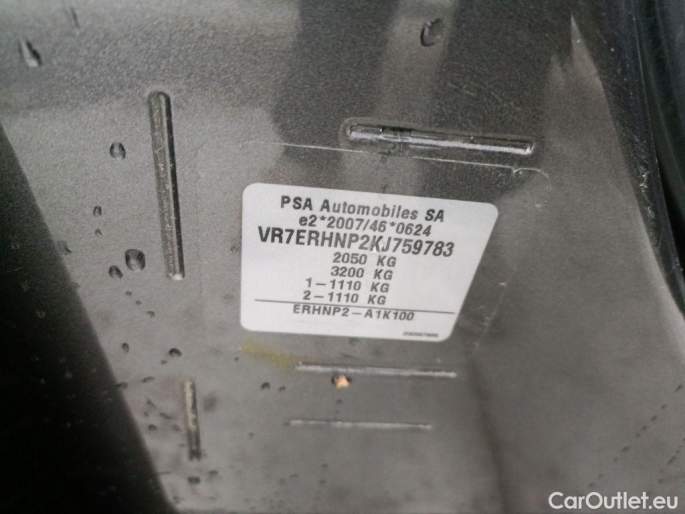 PSA Automobiles SA
e2*2007/46*0624
VR7ERHNP2KJ759783
2050 KG
3200 KG
1-1110 KG
2-1110 KG
ERHNP2-A1K100
CarOutlet.eu